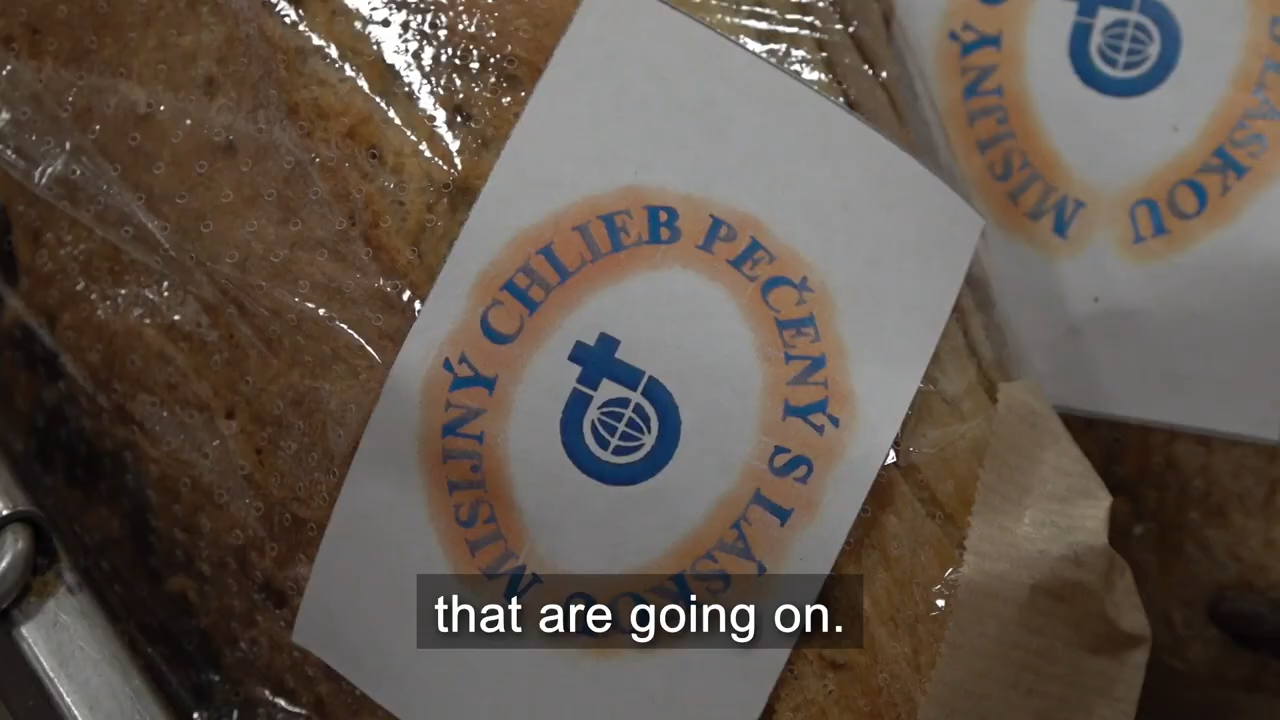 MISIJNÝ CHLIEB PEČENÝ S LÁSKOU
MISIJNÝ
LÁSKOU
that are going on.